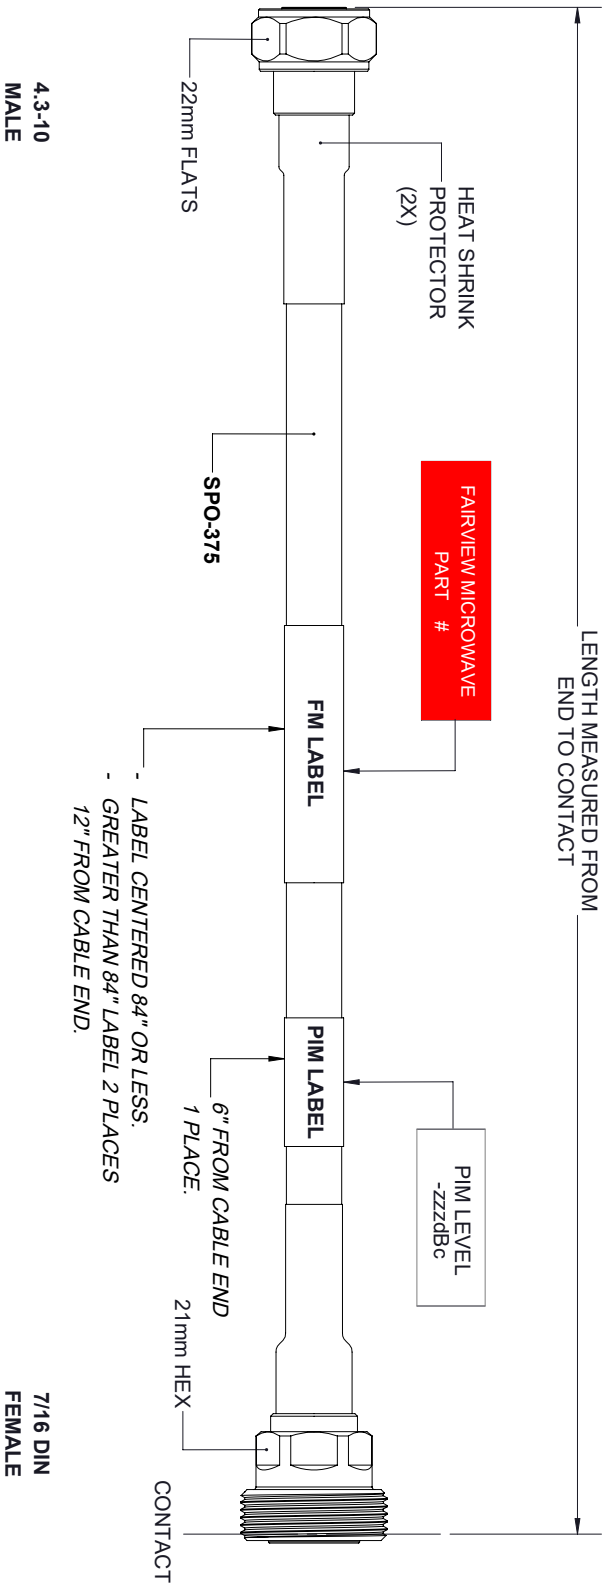 LENGTH MEASURED FROM
END TO CONTACT
HEAT SHRINK
PROTECTOR
(2X)
FAIRVIEW MICROWAVE
PART #
PIM LEVEL
-zzzdBc
FM LABEL
PIM LABEL
22mm FLATS
SPO-375
6" FROM CABLE END
1 PLACE.
21mm HEX
CONTACT
- LABEL CENTERED 84" OR LESS.
- GREATER THAN 84" LABEL 2 PLACES
12" FROM CABLE END.
4.3-10
MALE
7/16 DIN
FEMALE